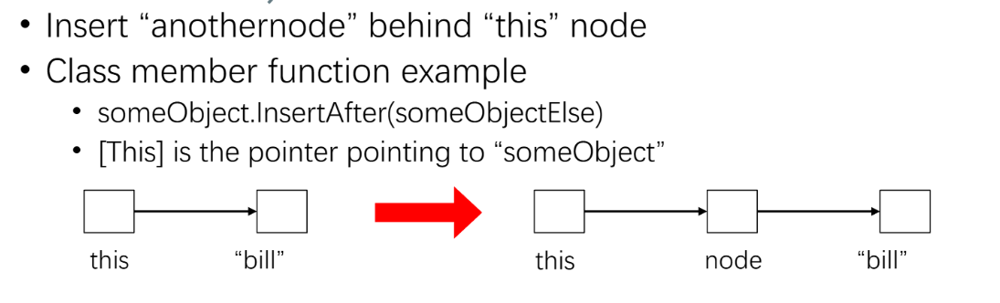 • Insert “anothernode” behind “this” node
• Class member function example
• someObject.InsertAfter(someObjectElse)
• [This] is the pointer pointing to “someObject”
this “bill” this node “bill”